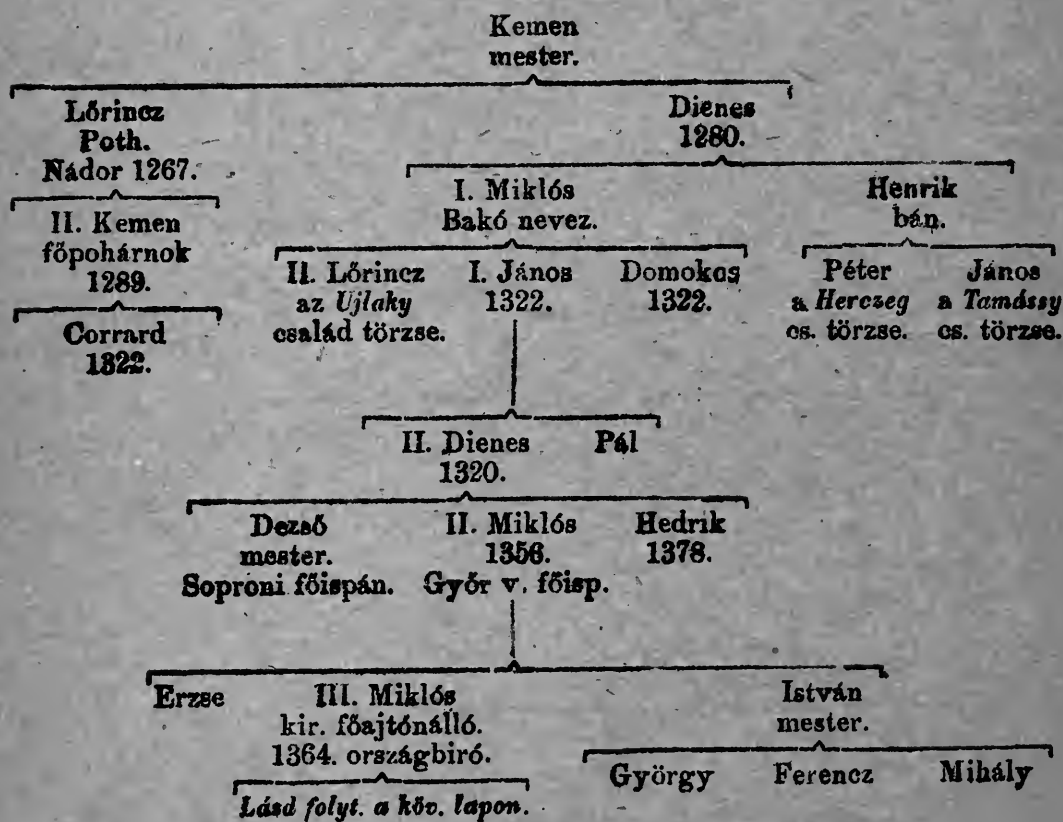 Kemen
mester.
Lőrincz
Poth.
Nádor 1267.
Dienes
1280.
II. Kemen
főpohárnok
1289.
I. Miklós
Bakó nevez.
Henrik
bán.
Corrard
1322.
II. Lőrincz
az Ujlaky
család törzse.
I. János
1322.
Domokos
1322.
Péter
a Herczeg
cs. törzse.
János
a Tamássy
cs. törzse.
II. Dienes
1320.
Pál
Dezső
mester.
Soproni főispán.
II. Miklós
1356.
Győr v. főisp.
Hedrik
1378.
Erzse
III. Miklós
kir. főajtónálló.
1364. országbiró.
István
mester.
Lásd folyt. a köv. lapon.
György
Ferencz
Mihály